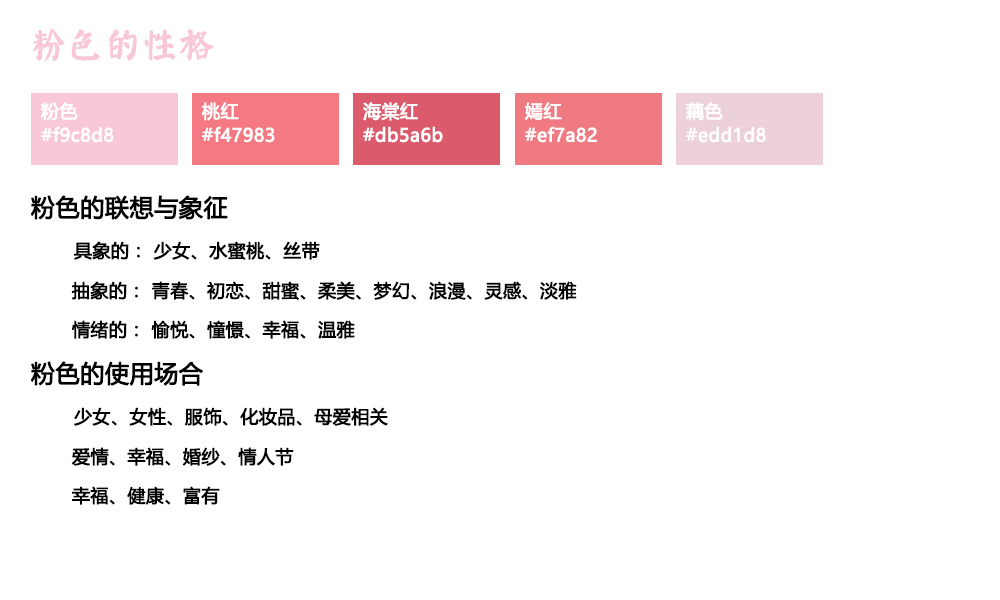 粉色的性格
粉色
#f9c8d8
桃红
#f47983
海棠红
#db5a6b
嫣红
#ef7a82
藕色
#edd1d8
粉色的联想与象征
具象的：少女、水蜜桃、丝带
抽象的：青春、初恋、甜蜜、柔美、梦幻、浪漫、灵感、淡雅
情绪的：愉悦、憧憬、幸福、温雅
粉色的使用场合
少女、女性、服饰、化妆品、母爱相关
爱情、幸福、婚纱、情人节
幸福、健康、富有